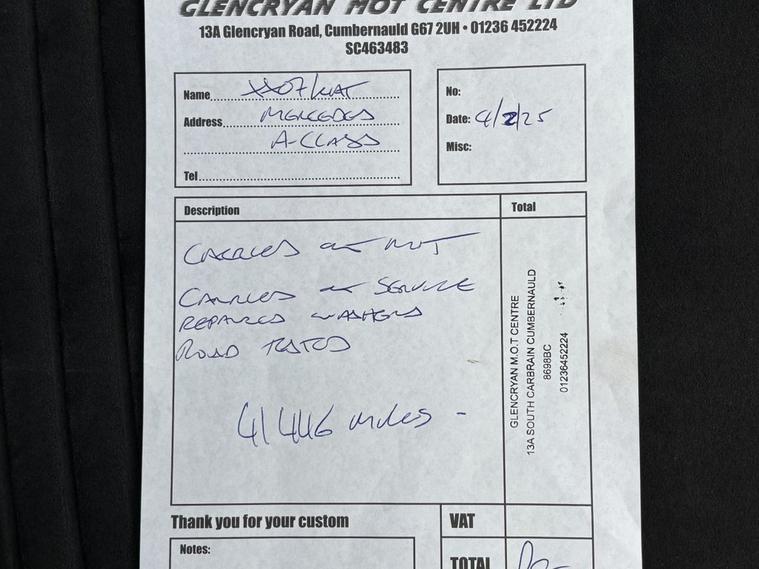 GLENCRYAN MOT CENTRE LTD
13A Glencryan Road, Cumbernauld G67 2UH • 01236 452224
SC463483
Name
Address MERCEDES
A-CLASS
Tel
No:
Date: 4/2/25
Misc:
Description
Total
CARRIED out MOT
CARRIED out SERVICE
REPAIRED WASHERS
ROAD TESTED
41446 miles -
GLENCRYAN M.O.T CENTRE
13A SOUTH CARBRAIN CUMBERNAULD
8698BC
01236452224
Thank you for your custom
VAT
Notes:
TOTAL